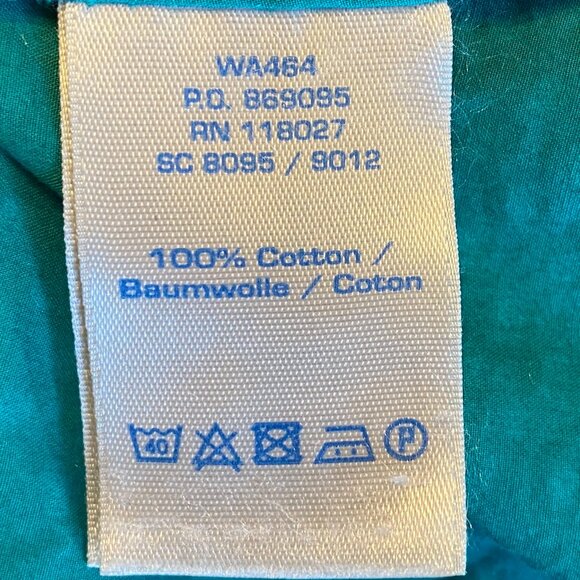 WA464
P.O. 869095
RN 118027
SC 8095 / 9012
100% Cotton /
Baumwolle / Coton
40
P